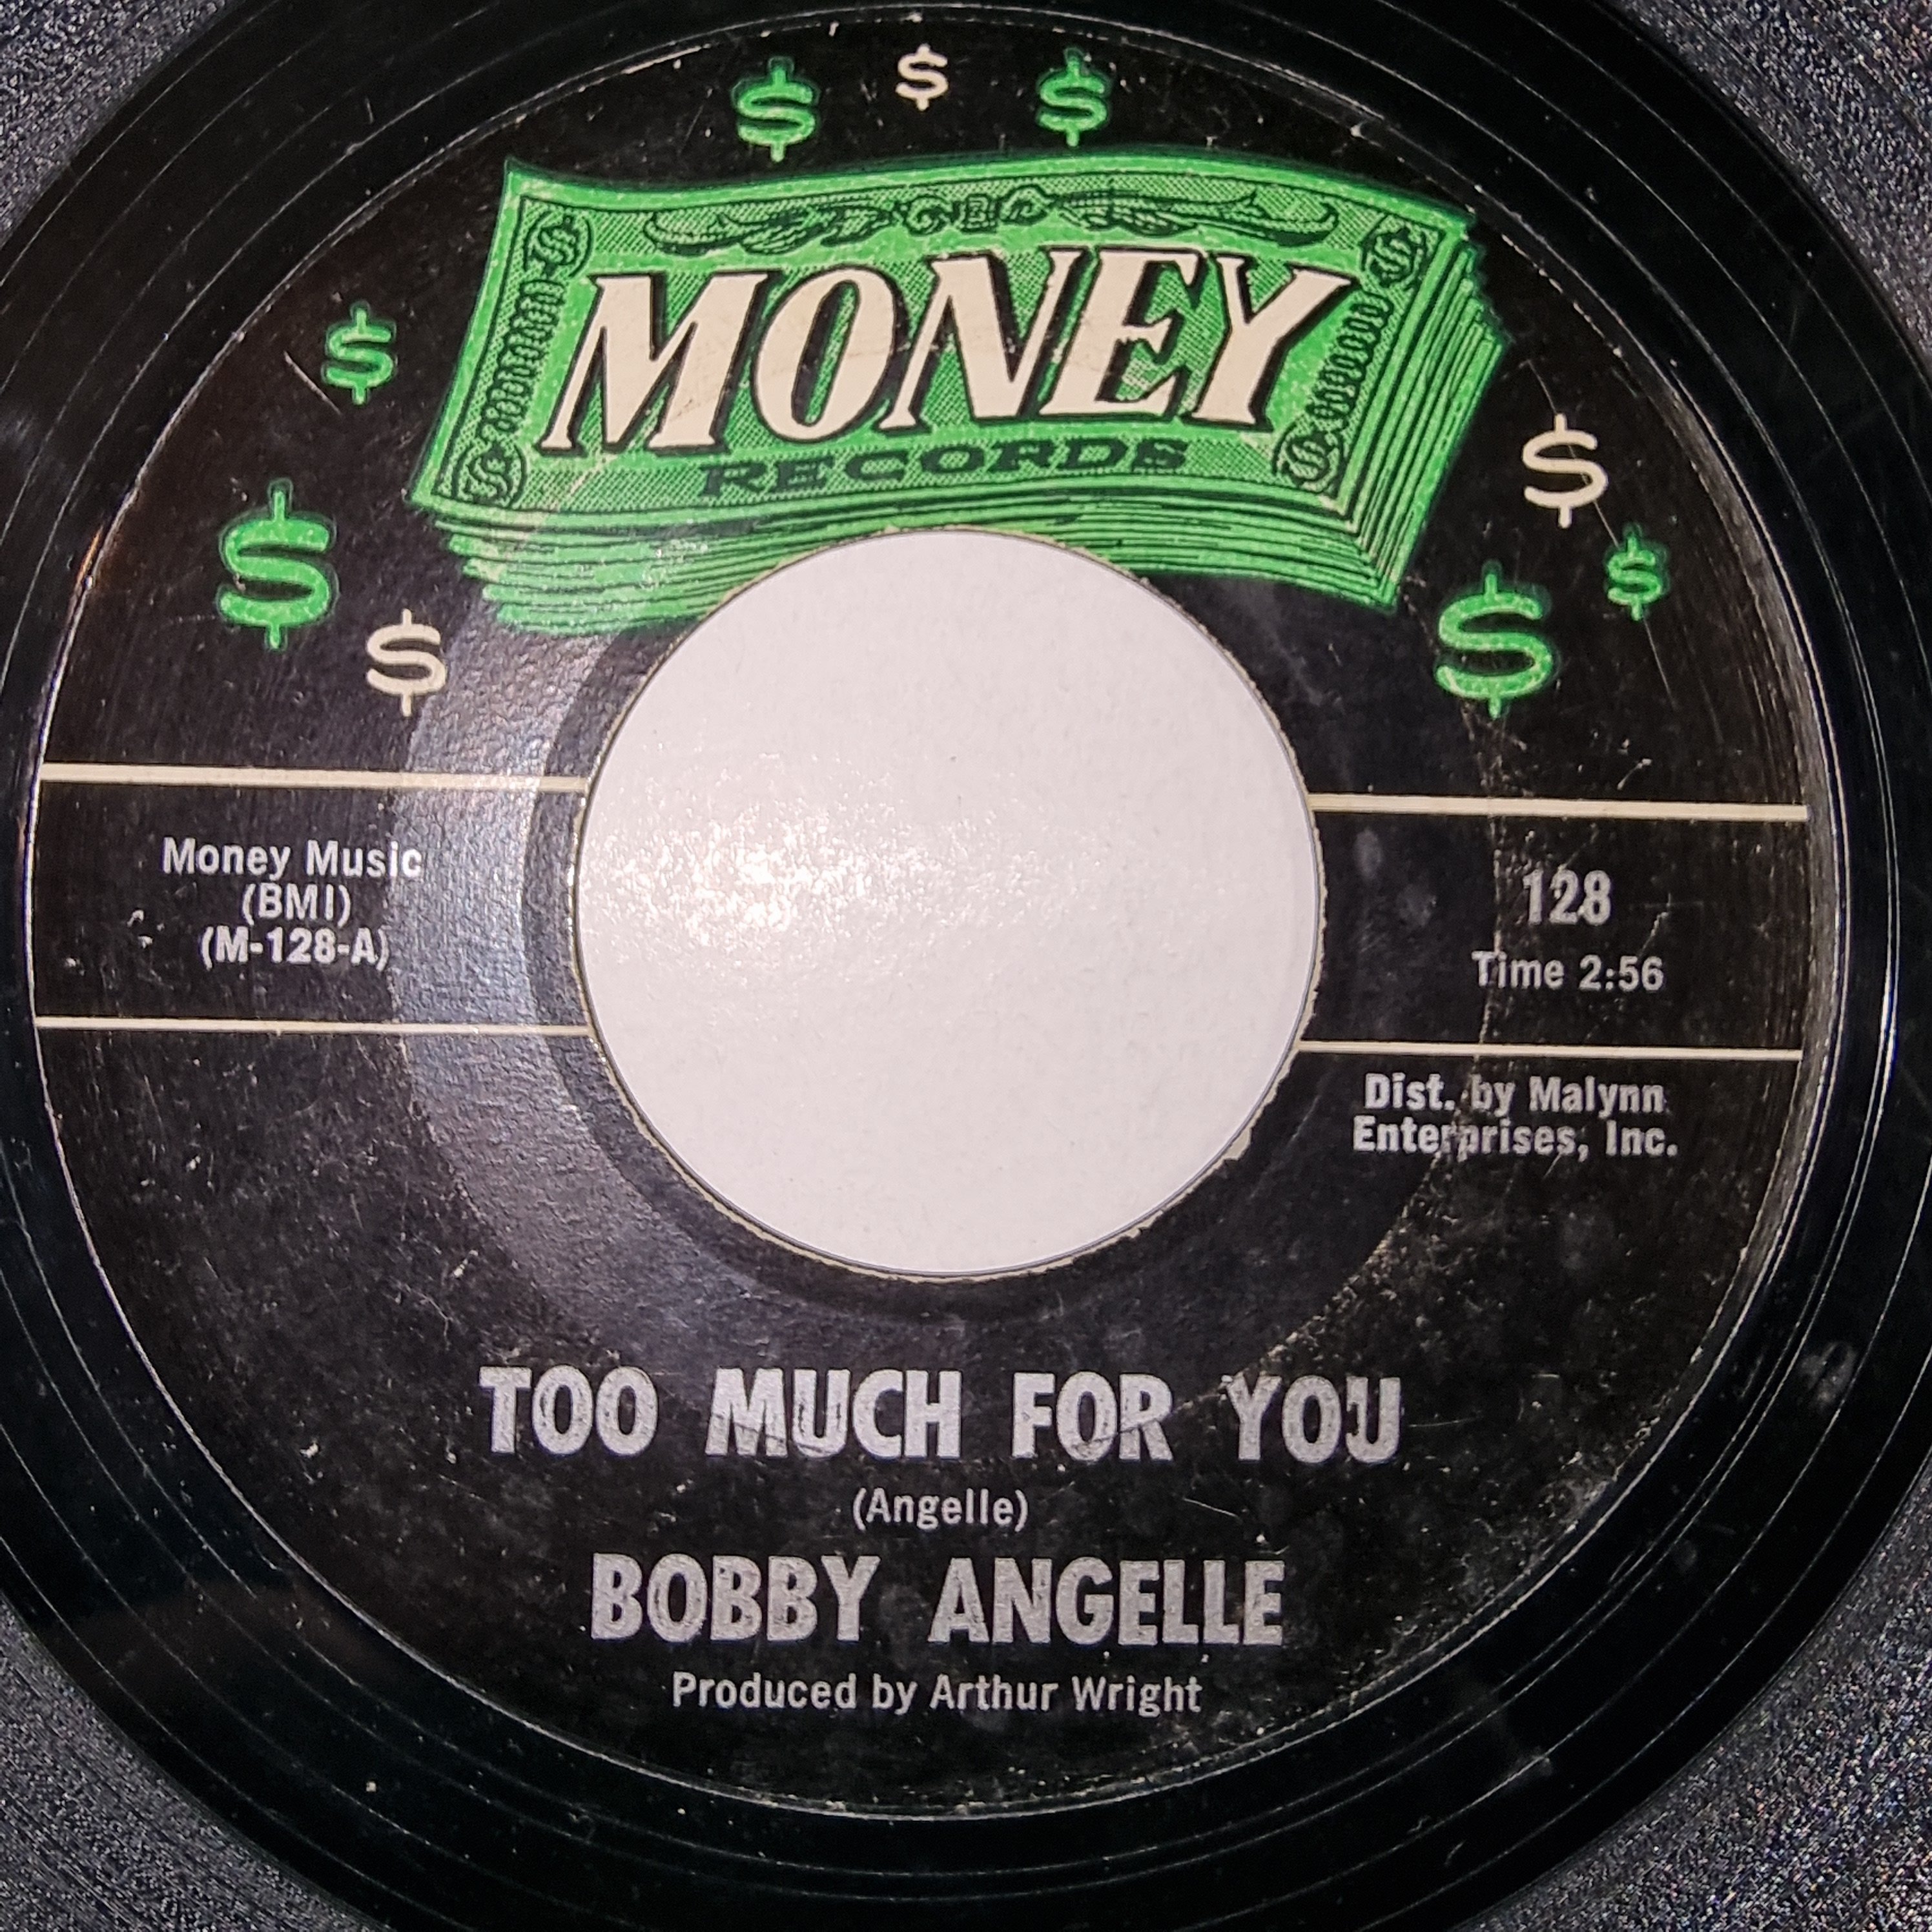 $ $ $
MONEY
RECORDS
$
$
$
$
$
$
Money Music
(BMI)
(M-128-A)
128
Time 2:56
Dist. by Malynn
Enterprises, Inc.
TOO MUCH FOR YOU
(Angelle)
BOBBY ANGELLE
Produced by Arthur Wright